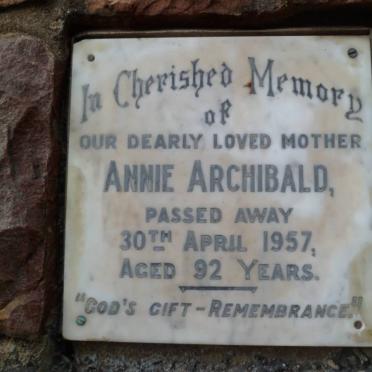 In Cherished Memory
of
OUR DEARLY LOVED MOTHER
ANNIE ARCHIBALD,
PASSED AWAY
30TH APRIL 1957,
AGED 92 YEARS.
"GOD'S GIFT - REMEMBRANCE."